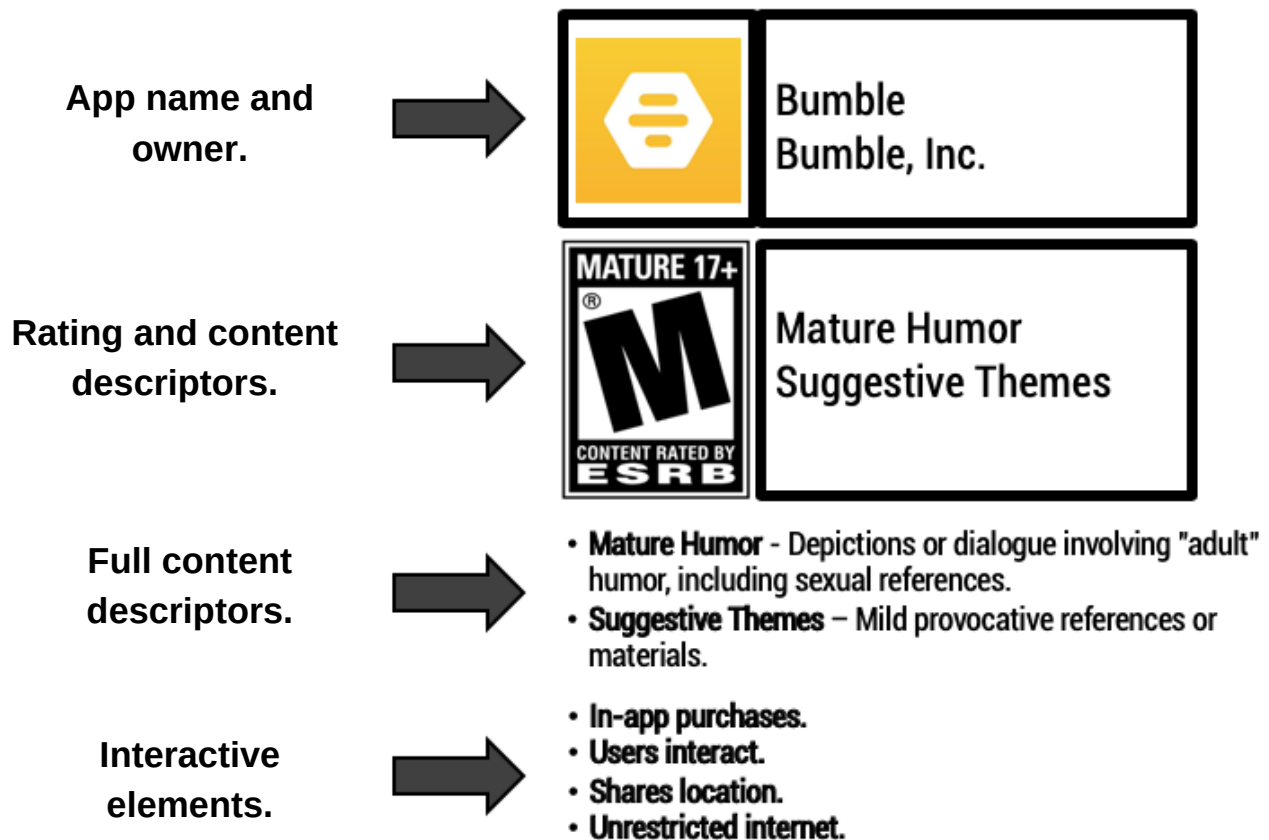 App name and
owner.
Bumble
Bumble, Inc.
Rating and content
descriptors.
MATURE 17+
®
M
CONTENT RATED BY
ESRB
Mature Humor
Suggestive Themes
Full content
descriptors.
• Mature Humor - Depictions or dialogue involving "adult"
humor, including sexual references.
• Suggestive Themes – Mild provocative references or
materials.
Interactive
elements.
• In-app purchases.
• Users interact.
• Shares location.
• Unrestricted internet.